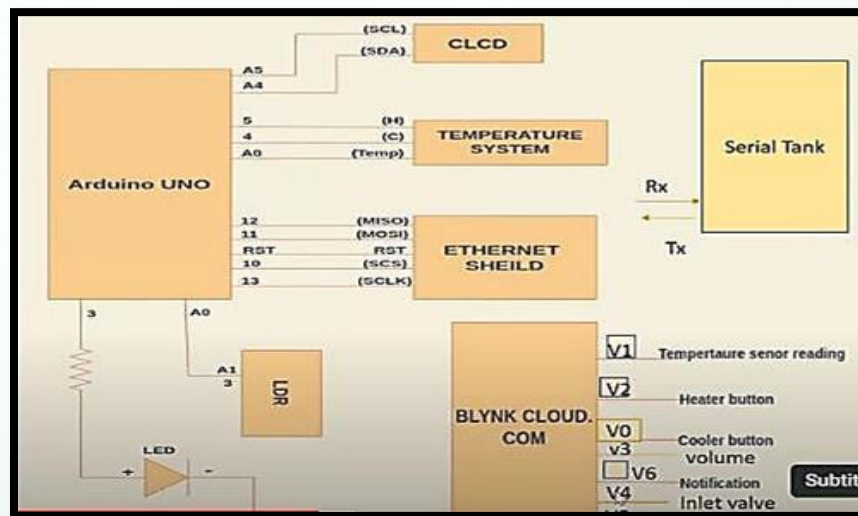 (SCL)
CLCD
(SDA)
A5
A4
5
(H)
4
(C)
TEMPERATURE
SYSTEM
A0
(Temp)
Arduino UNO
Serial Tank
Rx
Tx
12
(MISO)
11
(MOSI)
RST
RST
10
(SCS)
13
(SCLK)
ETHERNET
SHEILD
3
A0
A1
3
LDR
LED
+
-
BLYNK CLOUD.
COM
V1
Tempertaure senor reading
V2
Heater button
V0
Cooler button
v3
volume
V6
Notification
V4
Inlet valve
Subtit